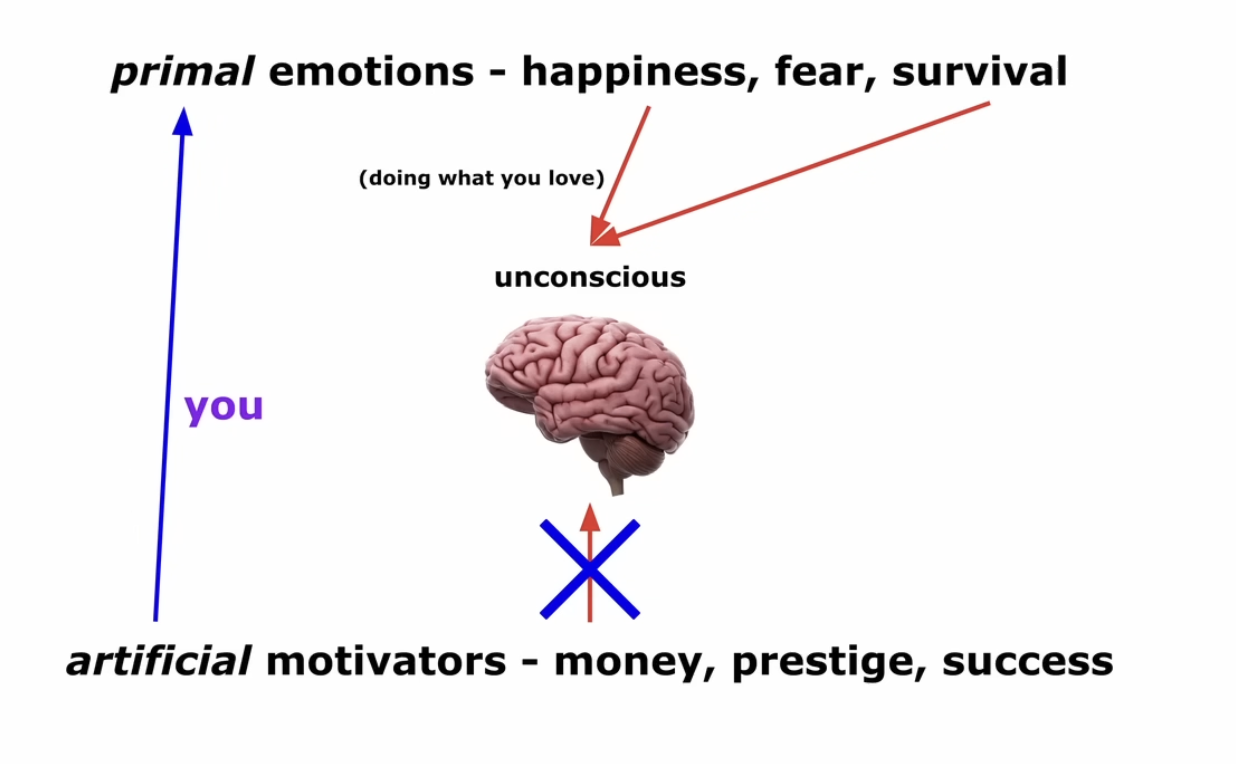 primal emotions - happiness, fear, survival
(doing what you love)
unconscious
you
artificial motivators - money, prestige, success